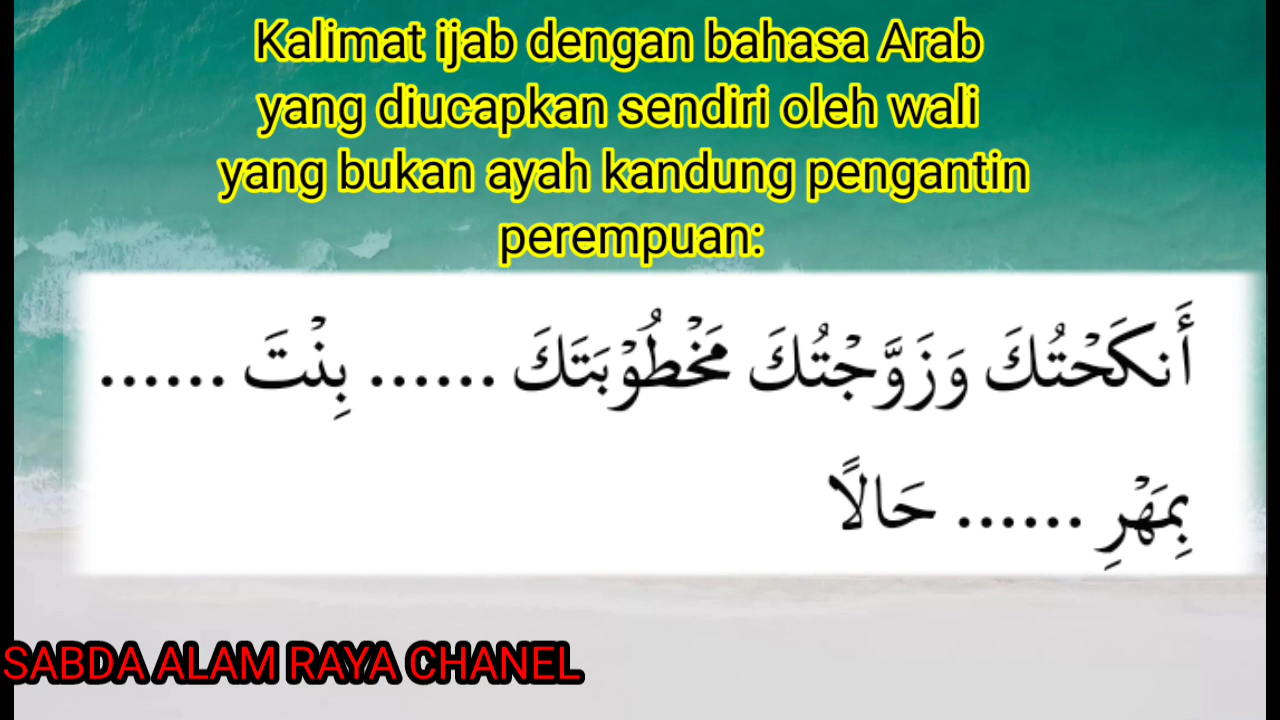 Kalimat ijab dengan bahasa Arab
yang diucapkan sendiri oleh wali
yang bukan ayah kandung pengantin
perempuan:
أَنكَحْتُكَ وَزَوَّجْتُكَ مَخْطُوْبَتَكَ ...... بِنْتَ ......
بِمَهْرِ ...... حَالًا
SABDA ALAM RAYA CHANEL